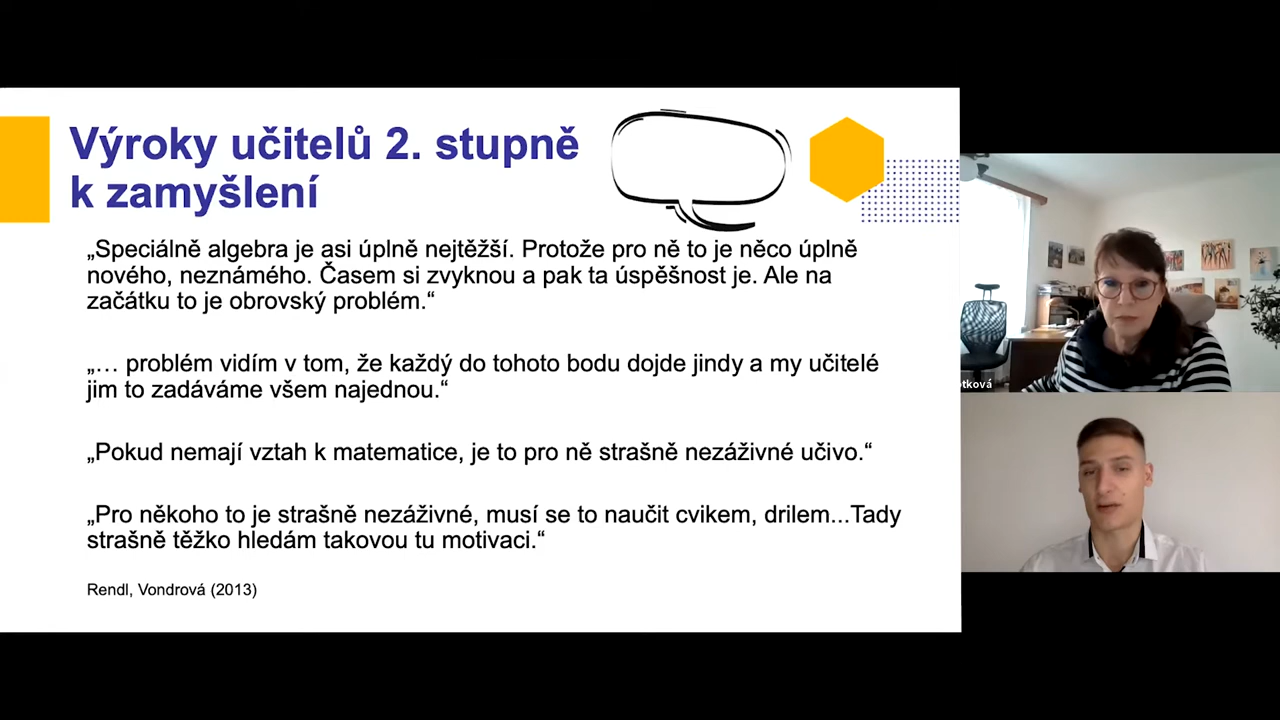 Výroky učitelů 2. stupně
k zamyšlení
„Speciálně algebra je asi úplně nejtěžší. Protože pro ně to je něco úplně
nového, neznámého. Časem si zvyknou a pak ta úspěšnost je. Ale na
začátku to je obrovský problém.“
„… problém vidím v tom, že každý do tohoto bodu dojde jindy a my učitelé
jim to zadáváme všem najednou.“
„Pokud nemají vztah k matematice, je to pro ně strašně nezáživné učivo.“
„Pro někoho to je strašně nezáživné, musí se to naučit cvikem, drilem...Tady
strašně těžko hledám takovou tu motivaci.“
Rendl, Vondrová (2013)